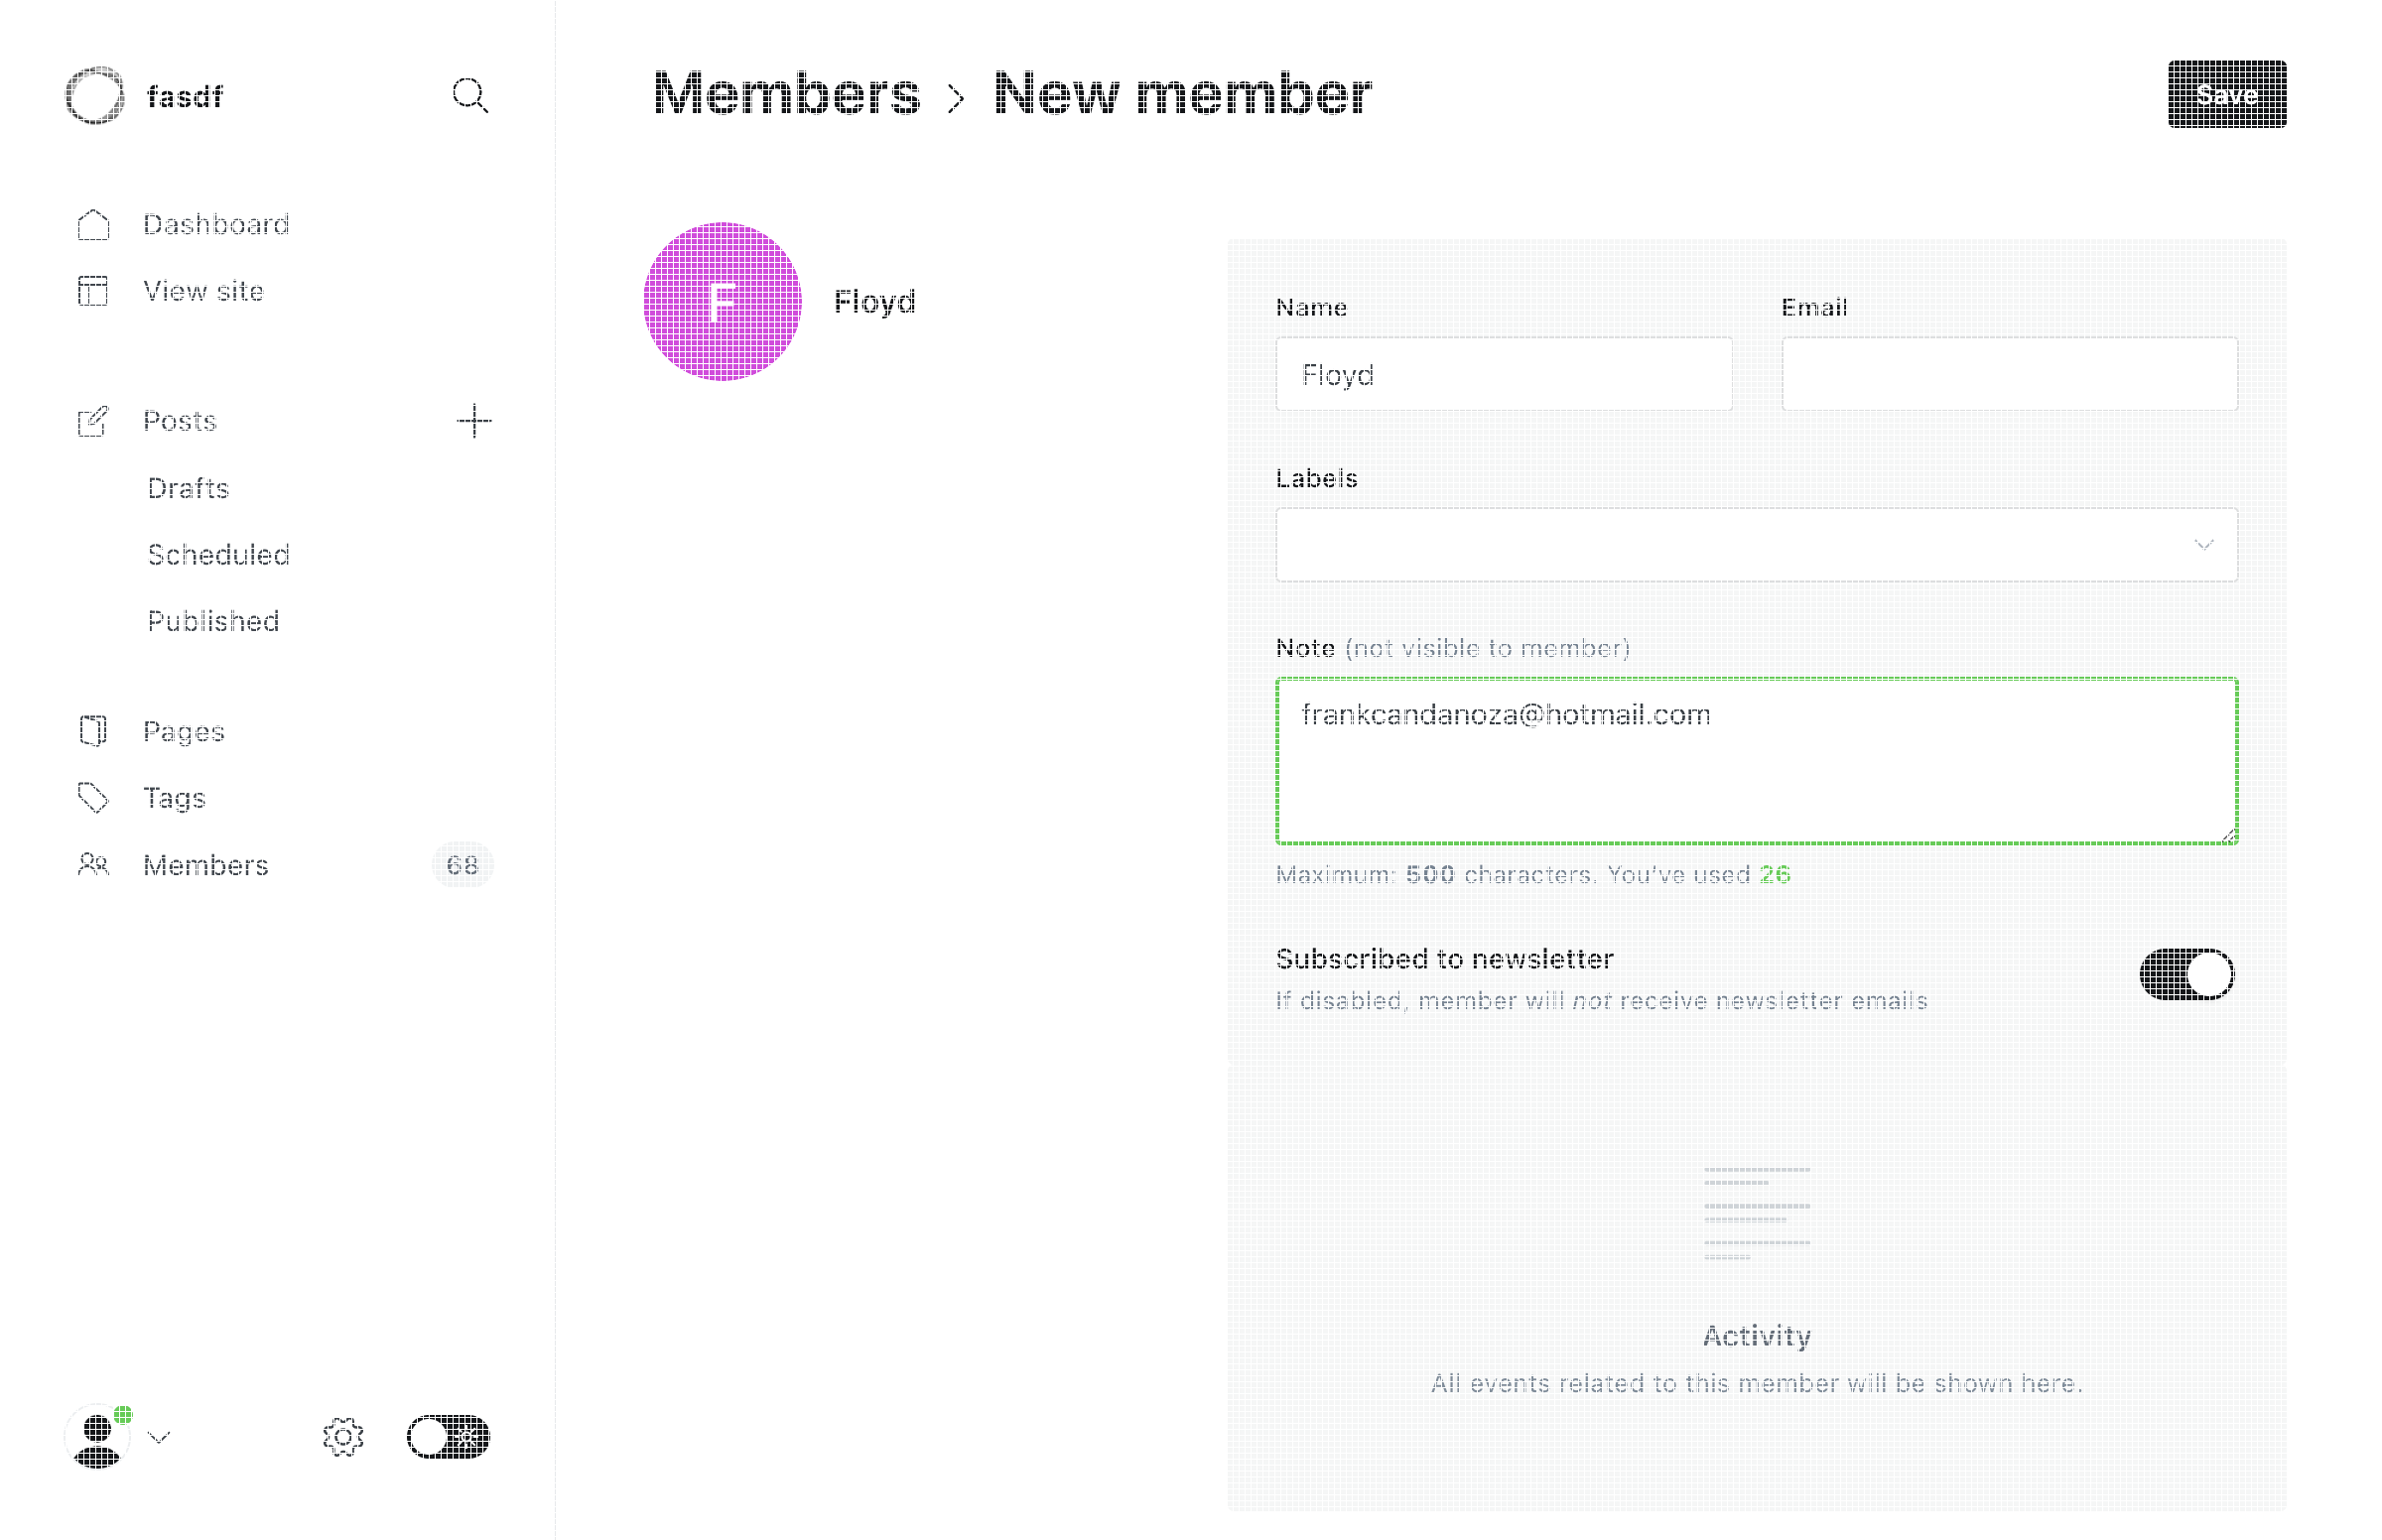 fasdf
Members > New member
Save
Dashboard
View site
F
Floyd
Name
Email
Floyd
Posts
Drafts
Scheduled
Published
Labels
Note (not visible to member)
frankcandanoza@hotmail.com
Maximum: 500 characters. You've used 26
Pages
Tags
Members
68
Subscribed to newsletter
If disabled, member will not receive newsletter emails
Activity
All events related to this member will be shown here.